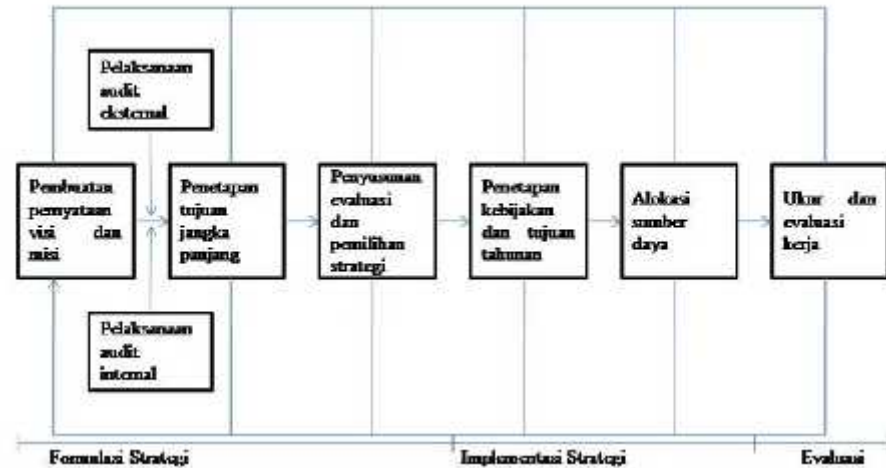 Pelaksanaan
audit
eksternal
Pembuatan
pernyataan
visi dan
misi
Penetapan
tujuan
jangka
panjang
Penyusunan
evaluasi
dan
pemilihan
strategi
Penetapan
kebijakan
dan tujuan
tahunan
Alokasi
sumber
daya
Ukur dan
evaluasi
kerja
Pelaksanaan
audit
internal
Formulasi Strategi
Implementasi Strategi
Evaluasi